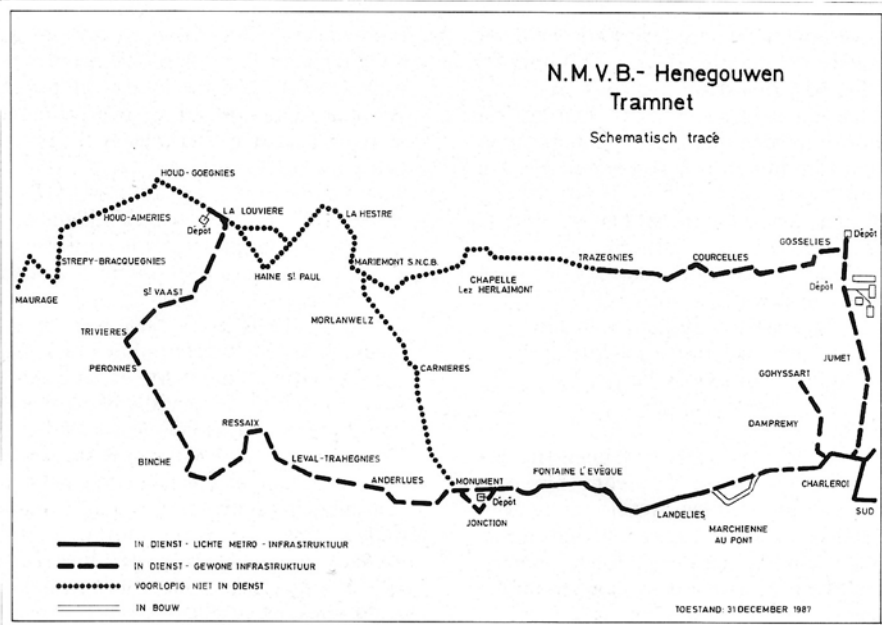 N.M.V.B.- Henegouwen
Tramnet
Schematisch tracé
HOUD-GOEGNIES
HOUD-AIMERIES
LA LOUVIERE
Dépôt
LA HESTRE
STREPY-BRACQUEGNIES
HAINE St PAUL
MARIEMONT S.N.C.B.
MAURAGE
St VAAST
CHAPELLE
Lez HERLAIMONT
TRAZEGNIES
COURCELLES
GOSSELIES
Dépôt
Dépôt
MORLANWELZ
TRIVIERES
PERONNES
CARNIERES
JUMET
GOHYSSART
DAMPREMY
RESSAIX
BINCHE
LEVAL-TRAHEGNIES
ANDERLUES
MONUMENT
Dépôt
JONCTION
FONTAINE L'EVÊQUE
LANDELIES
MARCHIENNE
AU PONT
CHARLEROI
SUD
IN DIENST - LICHTE METRO - INFRASTRUKTUUR
IN DIENST - GEWONE INFRASTRUKTUUR
VOORLOPIG NIET IN DIENST
IN BOUW
TOESTAND: 31 DECEMBER 1987